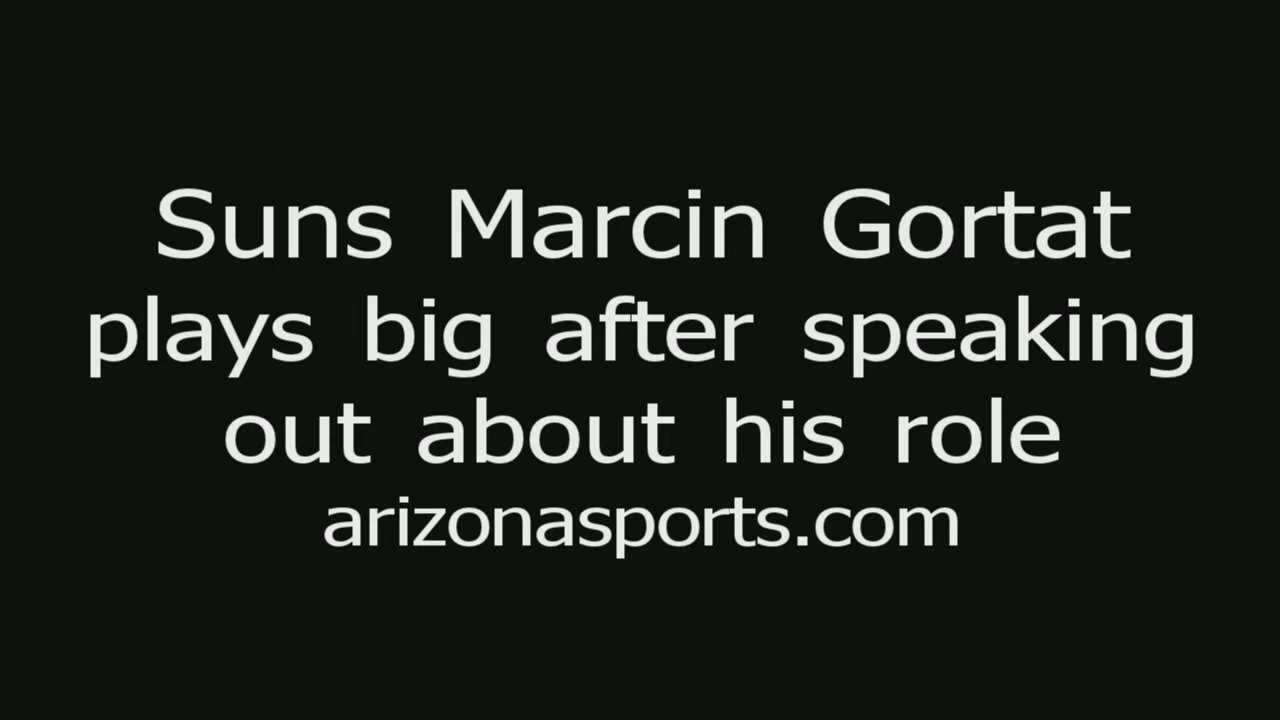 Suns Marcin Gortat
plays big after speaking
out about his role
arizonasports.com